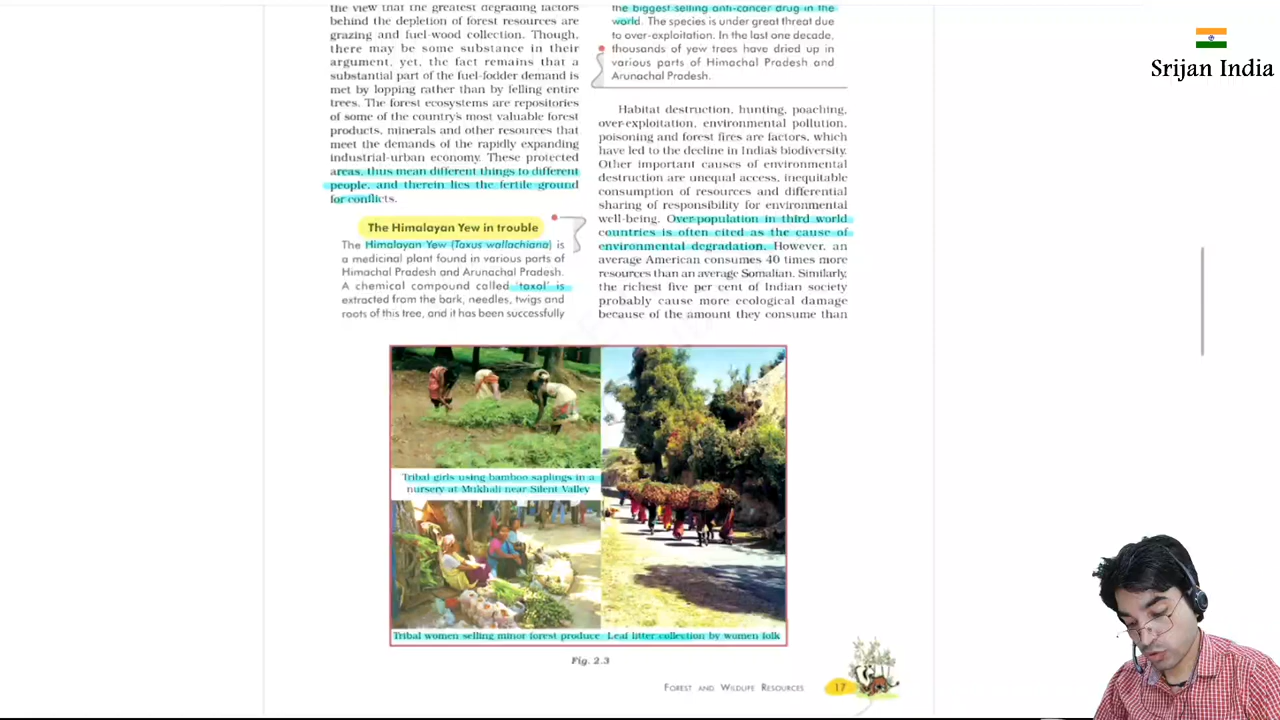 the view that the greatest degrading factors
behind the depletion of forest resources are
grazing and fuel-wood collection. Though,
there may be some substance in their
argument, yet, the fact remains that a
substantial part of the fuel-fodder demand is
met by lopping rather than by felling entire
trees. The forest ecosystems are repositories
of some of the country's most valuable forest
products, minerals and other resources that
meet the demands of the rapidly expanding
industrial-urban economy. These protected
areas, thus mean different things to different
people, and therein lies the fertile ground
for conflicts.
The Himalayan Yew in trouble
The Himalayan Yew (Taxus wallachiana) is
a medicinal plant found in various parts of
Himachal Pradesh and Arunachal Pradesh.
A chemical compound called 'taxol' is
extracted from the bark, needles, twigs and
roots of this tree, and it has been successfully
the biggest selling anti-cancer drug in the
world. The species is under great threat due
to over-exploitation. In the last one decade,
thousands of yew trees have dried up in
various parts of Himachal Pradesh and
Arunachal Pradesh.
Habitat destruction, hunting, poaching,
over-exploitation, environmental pollution,
poisoning and forest fires are factors, which
have led to the decline in India's biodiversity.
Other important causes of environmental
destruction are unequal access, inequitable
consumption of resources and differential
sharing of responsibility for environmental
well-being. Over-population in third world
countries is often cited as the cause of
environmental degradation. However, an
average American consumes 40 times more
resources than an average Somalian. Similarly,
the richest five per cent of Indian society
probably cause more ecological damage
because of the amount they consume than
Tribal girls using bamboo saplings in a
nursery at Mukhali near Silent Valley
Tribal women selling minor forest produce
Leaf litter collection by women folk
Fig. 2.3
FOREST AND WILDLIFE RESOURCES
17
Srijan India